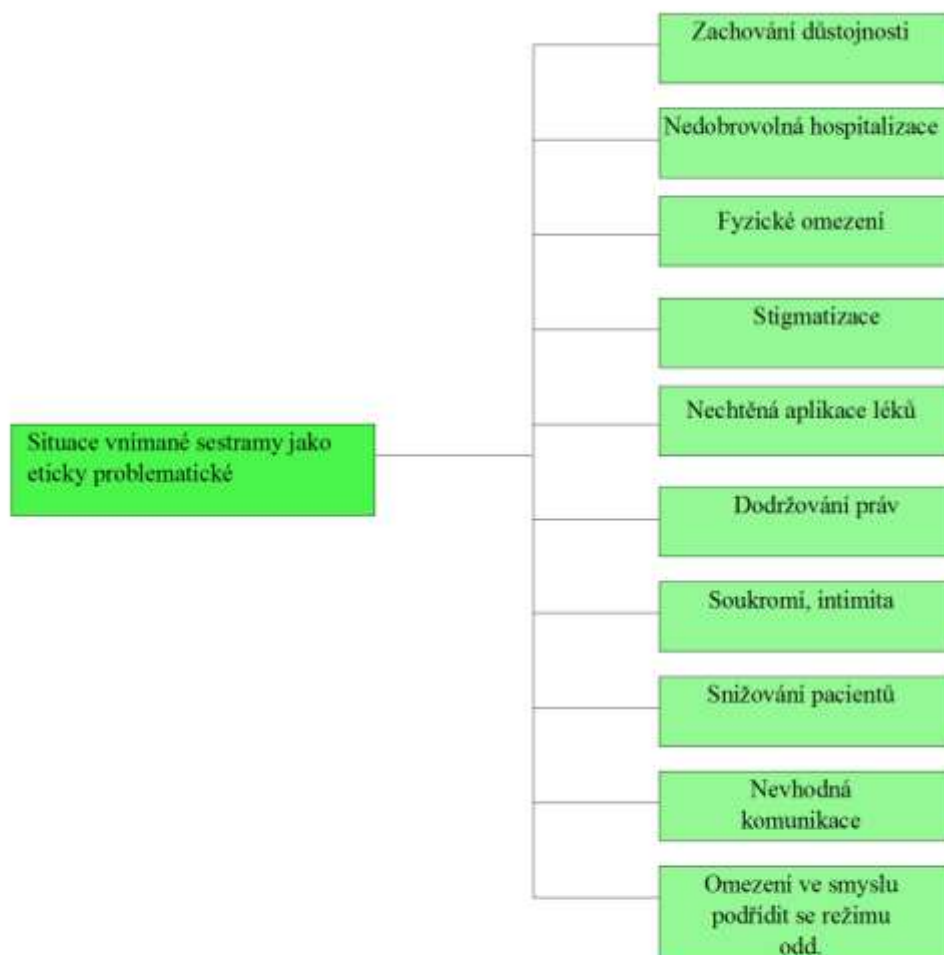 Zachování důstojnosti
Nedobrovolná hospitalizace
Fyzické omezení
Stigmatizace
Situace vnímané sestramy jako
eticky problematické
Nechtěná aplikace léků
Dodržování práv
Soukromí, intimita
Snižování pacientů
Nevhodná
komunikace
Omezení ve smyslu
podřídit se režimu
odd.